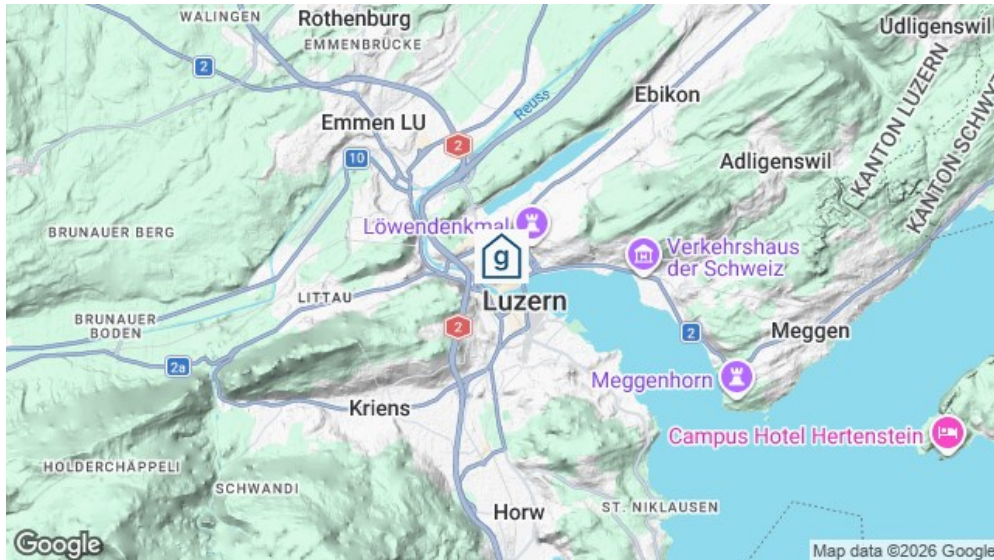 WALINGEN
Rothenburg
EMMENBRÜCKE
Udligenswil
2
Reuss
Ebikon
KANTON LUZERN
KANTON SCHWYZ
Emmen LU
2
10
Adligenswil
Löwendenkmal
BRUNAUER BERG
g
Verkehrshaus
der Schweiz
LITTAU
Luzern
BRUNAUER
BODEN
2
2
Meggen
2a
Meggenhorn
Kriens
Campus Hotel Hertenstein
HOLDERCHÄPPELI
SCHWANDI
Horw
ST. NIKLAUSEN
Google
Map data ©2026 Google